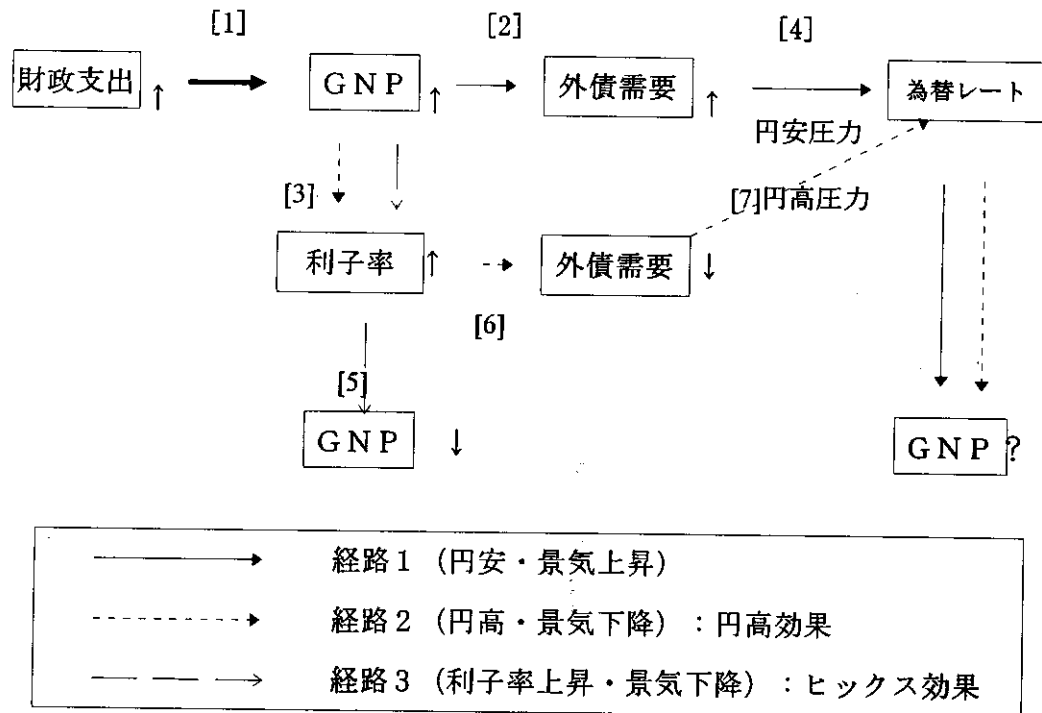 [1]
[2]
[4]
財政支出 ↑
GNP ↑
外債需要 ↑
為替レート
円安圧力
[3]
[7]円高圧力
利子率 ↑
外債需要 ↓
[6]
[5]
GNP ↓
GNP?
経路1（円安・景気上昇）
経路2（円高・景気下降）：円高効果
経路3（利子率上昇・景気下降）：ヒックス効果